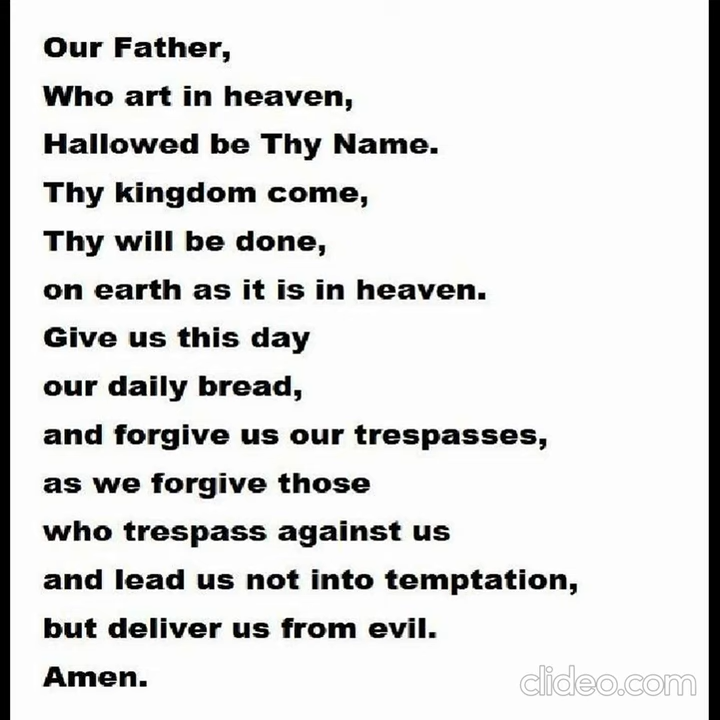 Our Father,
Who art in heaven,
Hallowed be Thy Name.
Thy kingdom come,
Thy will be done,
on earth as it is in heaven.
Give us this day
our daily bread,
and forgive us our trespasses,
as we forgive those
who trespass against us
and lead us not into temptation,
but deliver us from evil.
Amen.
clideo.com